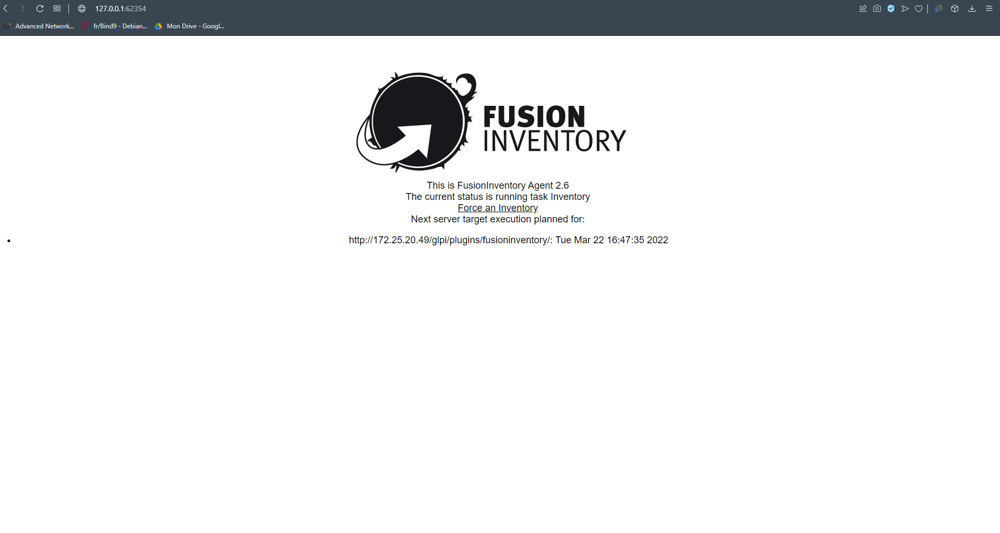 127.0.0.1:62354
Advanced Network...
fr/Bind9 - Debian...
Mon Drive - Googl...
FUSION
INVENTORY
This is FusionInventory Agent 2.6
The current status is running task Inventory
Force an Inventory
Next server target execution planned for:
http://172.25.20.49/glpi/plugins/fusioninventory/: Tue Mar 22 16:47:35 2022